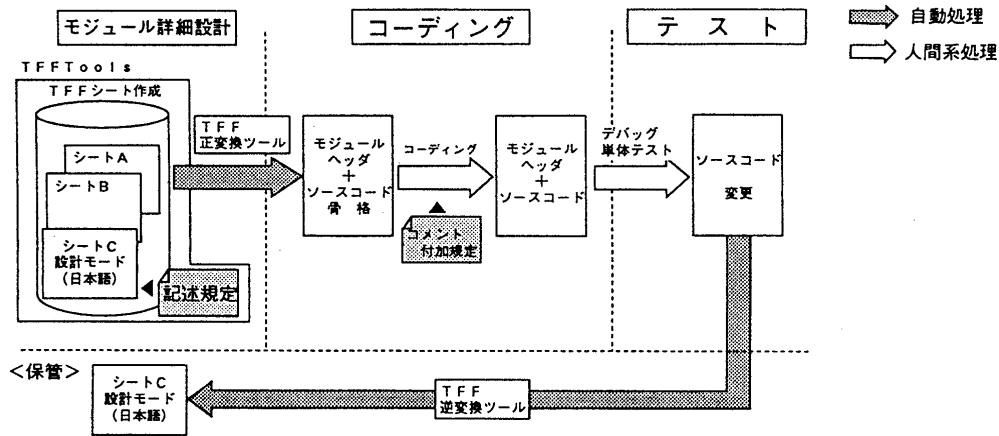 モジュール詳細設計
コーディング
テスト
自動処理
人間系処理
TFFTools
TFFシート作成
シートA
シートB
シートC
設計モード
(日本語)
記述規定
TFF
正変換ツール
モジュール
ヘッダ
+
ソースコード
骨格
コーディング
コメント
付加規定
モジュール
ヘッダ
+
ソースコード
デバッグ
単体テスト
ソースコード
変更
<保管>
シートC
設計モード
(日本語)
TFF
逆変換ツール